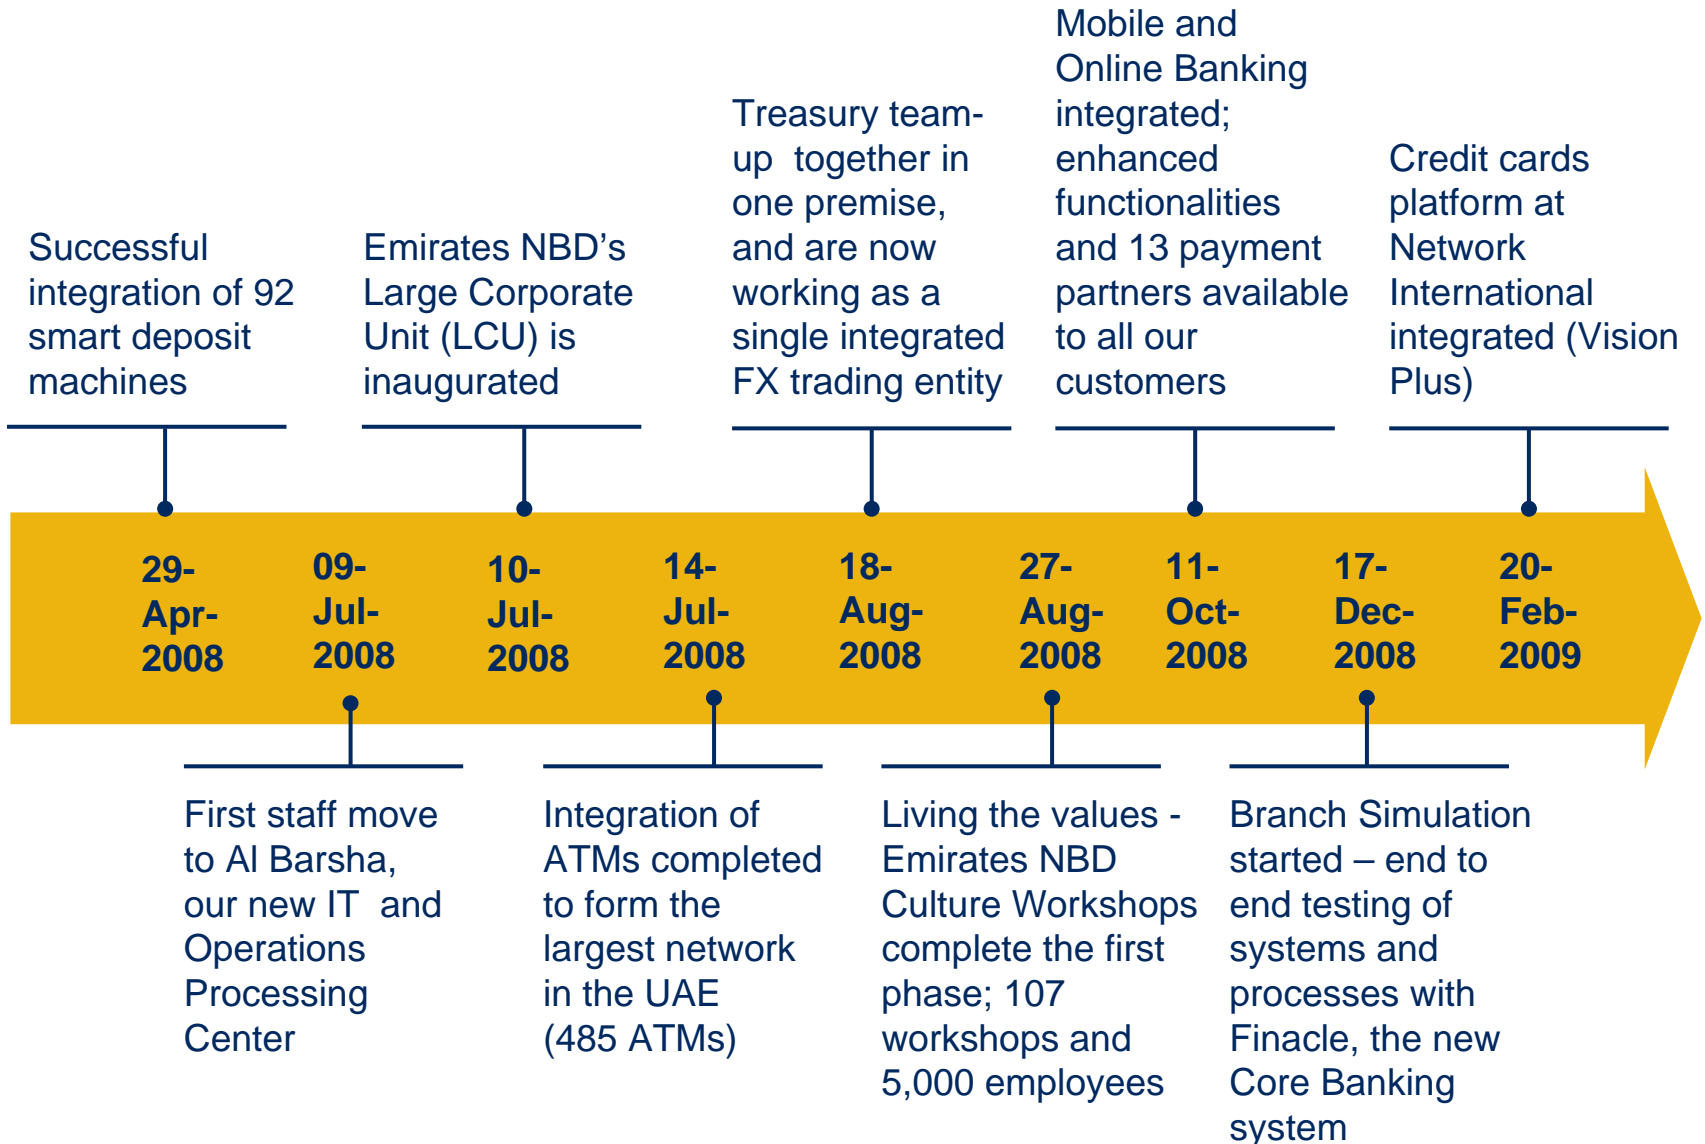 Successful
integration of 92
smart deposit
machines
Emirates NBD’s
Large Corporate
Unit (LCU) is
inaugurated
Treasury team-
up  together in
one premise,
and are now
working as a
single integrated
FX trading entity
Mobile and
Online Banking
integrated;
enhanced
functionalities
and 13 payment
partners available
to all our
customers
Credit cards
platform at
Network
International
integrated (Vision
Plus)
29-
Apr-
2008
09-
Jul-
2008
10-
Jul-
2008
14-
Jul-
2008
18-
Aug-
2008
27-
Aug-
2008
11-
Oct-
2008
17-
Dec-
2008
20-
Feb-
2009
First staff move
to Al Barsha,
our new IT  and
Operations
Processing
Center
Integration of
ATMs completed
to form the
largest network
in the UAE
(485 ATMs)
Living the values -
Emirates NBD
Culture Workshops
complete the first
phase; 107
workshops and
5,000 employees
Branch Simulation
started – end to
end testing of
systems and
processes with
Finacle, the new
Core Banking
system